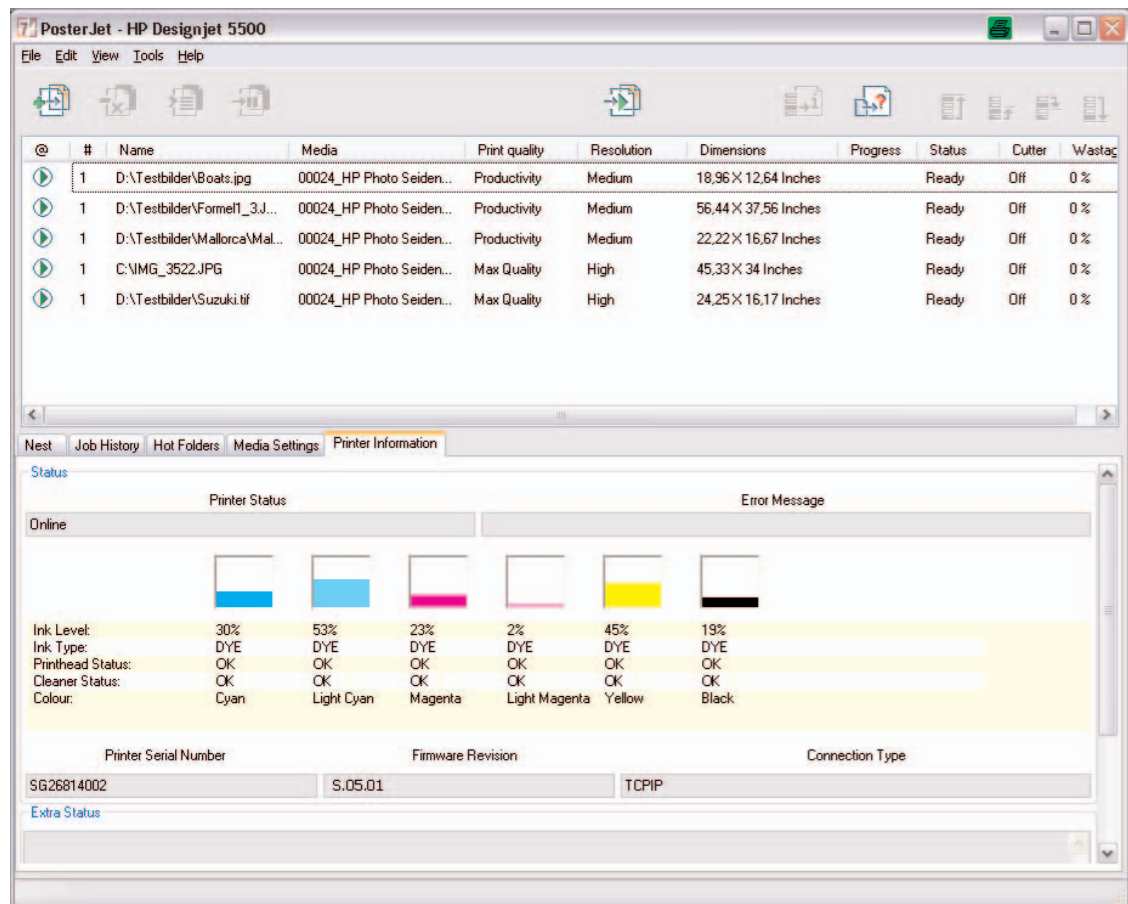 PosterJet - HP Designjet 5500
File Edit View Tools Help
@ # Name Media Print quality Resolution Dimensions Progress Status Cutter Wastag
1 D:\Testbilder\Boats.jpg 00024_HP Photo Seiden... Productivity Medium 18,96 X 12,64 Inches Ready Off 0 %
1 D:\Testbilder\Formel1_3.J... 00024_HP Photo Seiden... Productivity Medium 56,44 X 37,56 Inches Ready Off 0 %
1 D:\Testbilder\Mallorca\Mal... 00024_HP Photo Seiden... Productivity Medium 22,22 X 16,67 Inches Ready Off 0 %
1 C:\IMG_3522.JPG 00024_HP Photo Seiden... Max Quality High 45,33 X 34 Inches Ready Off 0 %
1 D:\Testbilder\Suzuki.tif 00024_HP Photo Seiden... Max Quality High 24,25 X 16,17 Inches Ready Off 0 %
Nest Job History Hot Folders Media Settings Printer Information
Status
Printer Status Error Message
Online
Ink Level: 30% 53% 23% 2% 45% 19%
Ink Type: DYE DYE DYE DYE DYE DYE
Printhead Status: OK OK OK OK OK OK
Cleaner Status: OK OK OK OK OK OK
Colour: Cyan Light Cyan Magenta Light Magenta Yellow Black
Printer Serial Number Firmware Revision Connection Type
SG26814002 S.05.01 TCPIP
Extra Status